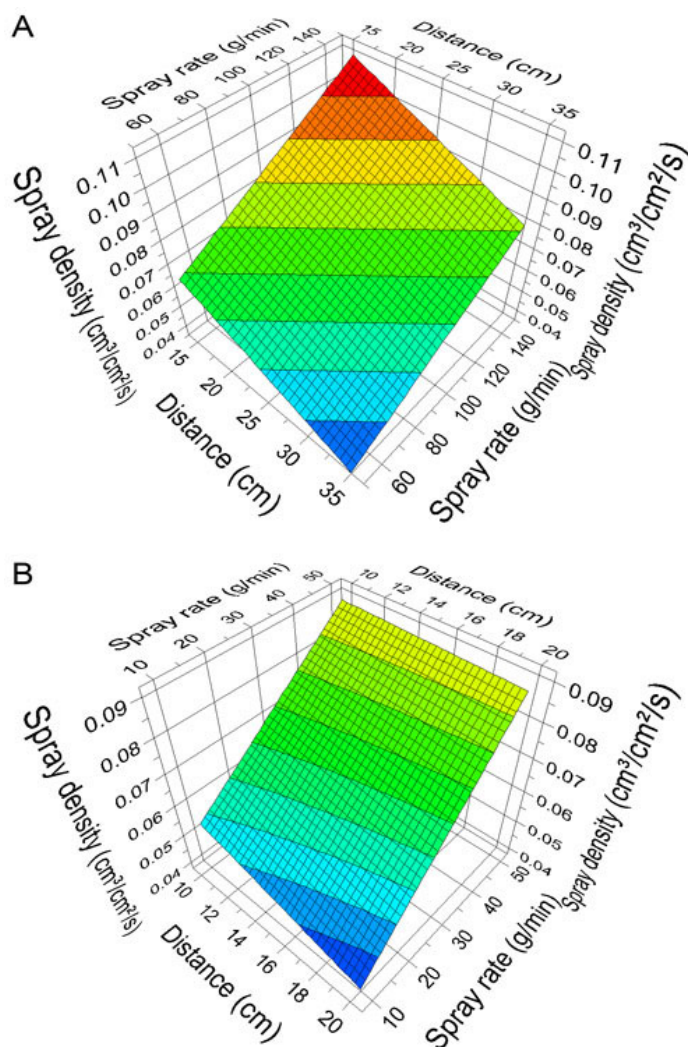 A
Spray rate (g/min)
60 80 100 120 140
Distance (cm)
15 20 25 30 35
Spray density (cm³/cm²/s)
0.11
0.10
0.09
0.08
0.07
0.06
0.05
0.04
Distance (cm)
15 20 25 30 35
Spray rate (g/min)
60 80 100 120 140
Spray density (cm³/cm²/s)
0.11
0.10
0.09
0.08
0.07
0.06
0.05
0.04
B
Spray rate (g/min)
10 20 30 40 50
Distance (cm)
10 12 14 16 18 20
Spray density (cm³/cm²/s)
0.09
0.08
0.07
0.06
0.05
0.04
Distance (cm)
10 12 14 16 18 20
Spray rate (g/min)
10 20 30 40 50
Spray density (cm³/cm²/s)
0.09
0.08
0.07
0.06
0.05
0.04